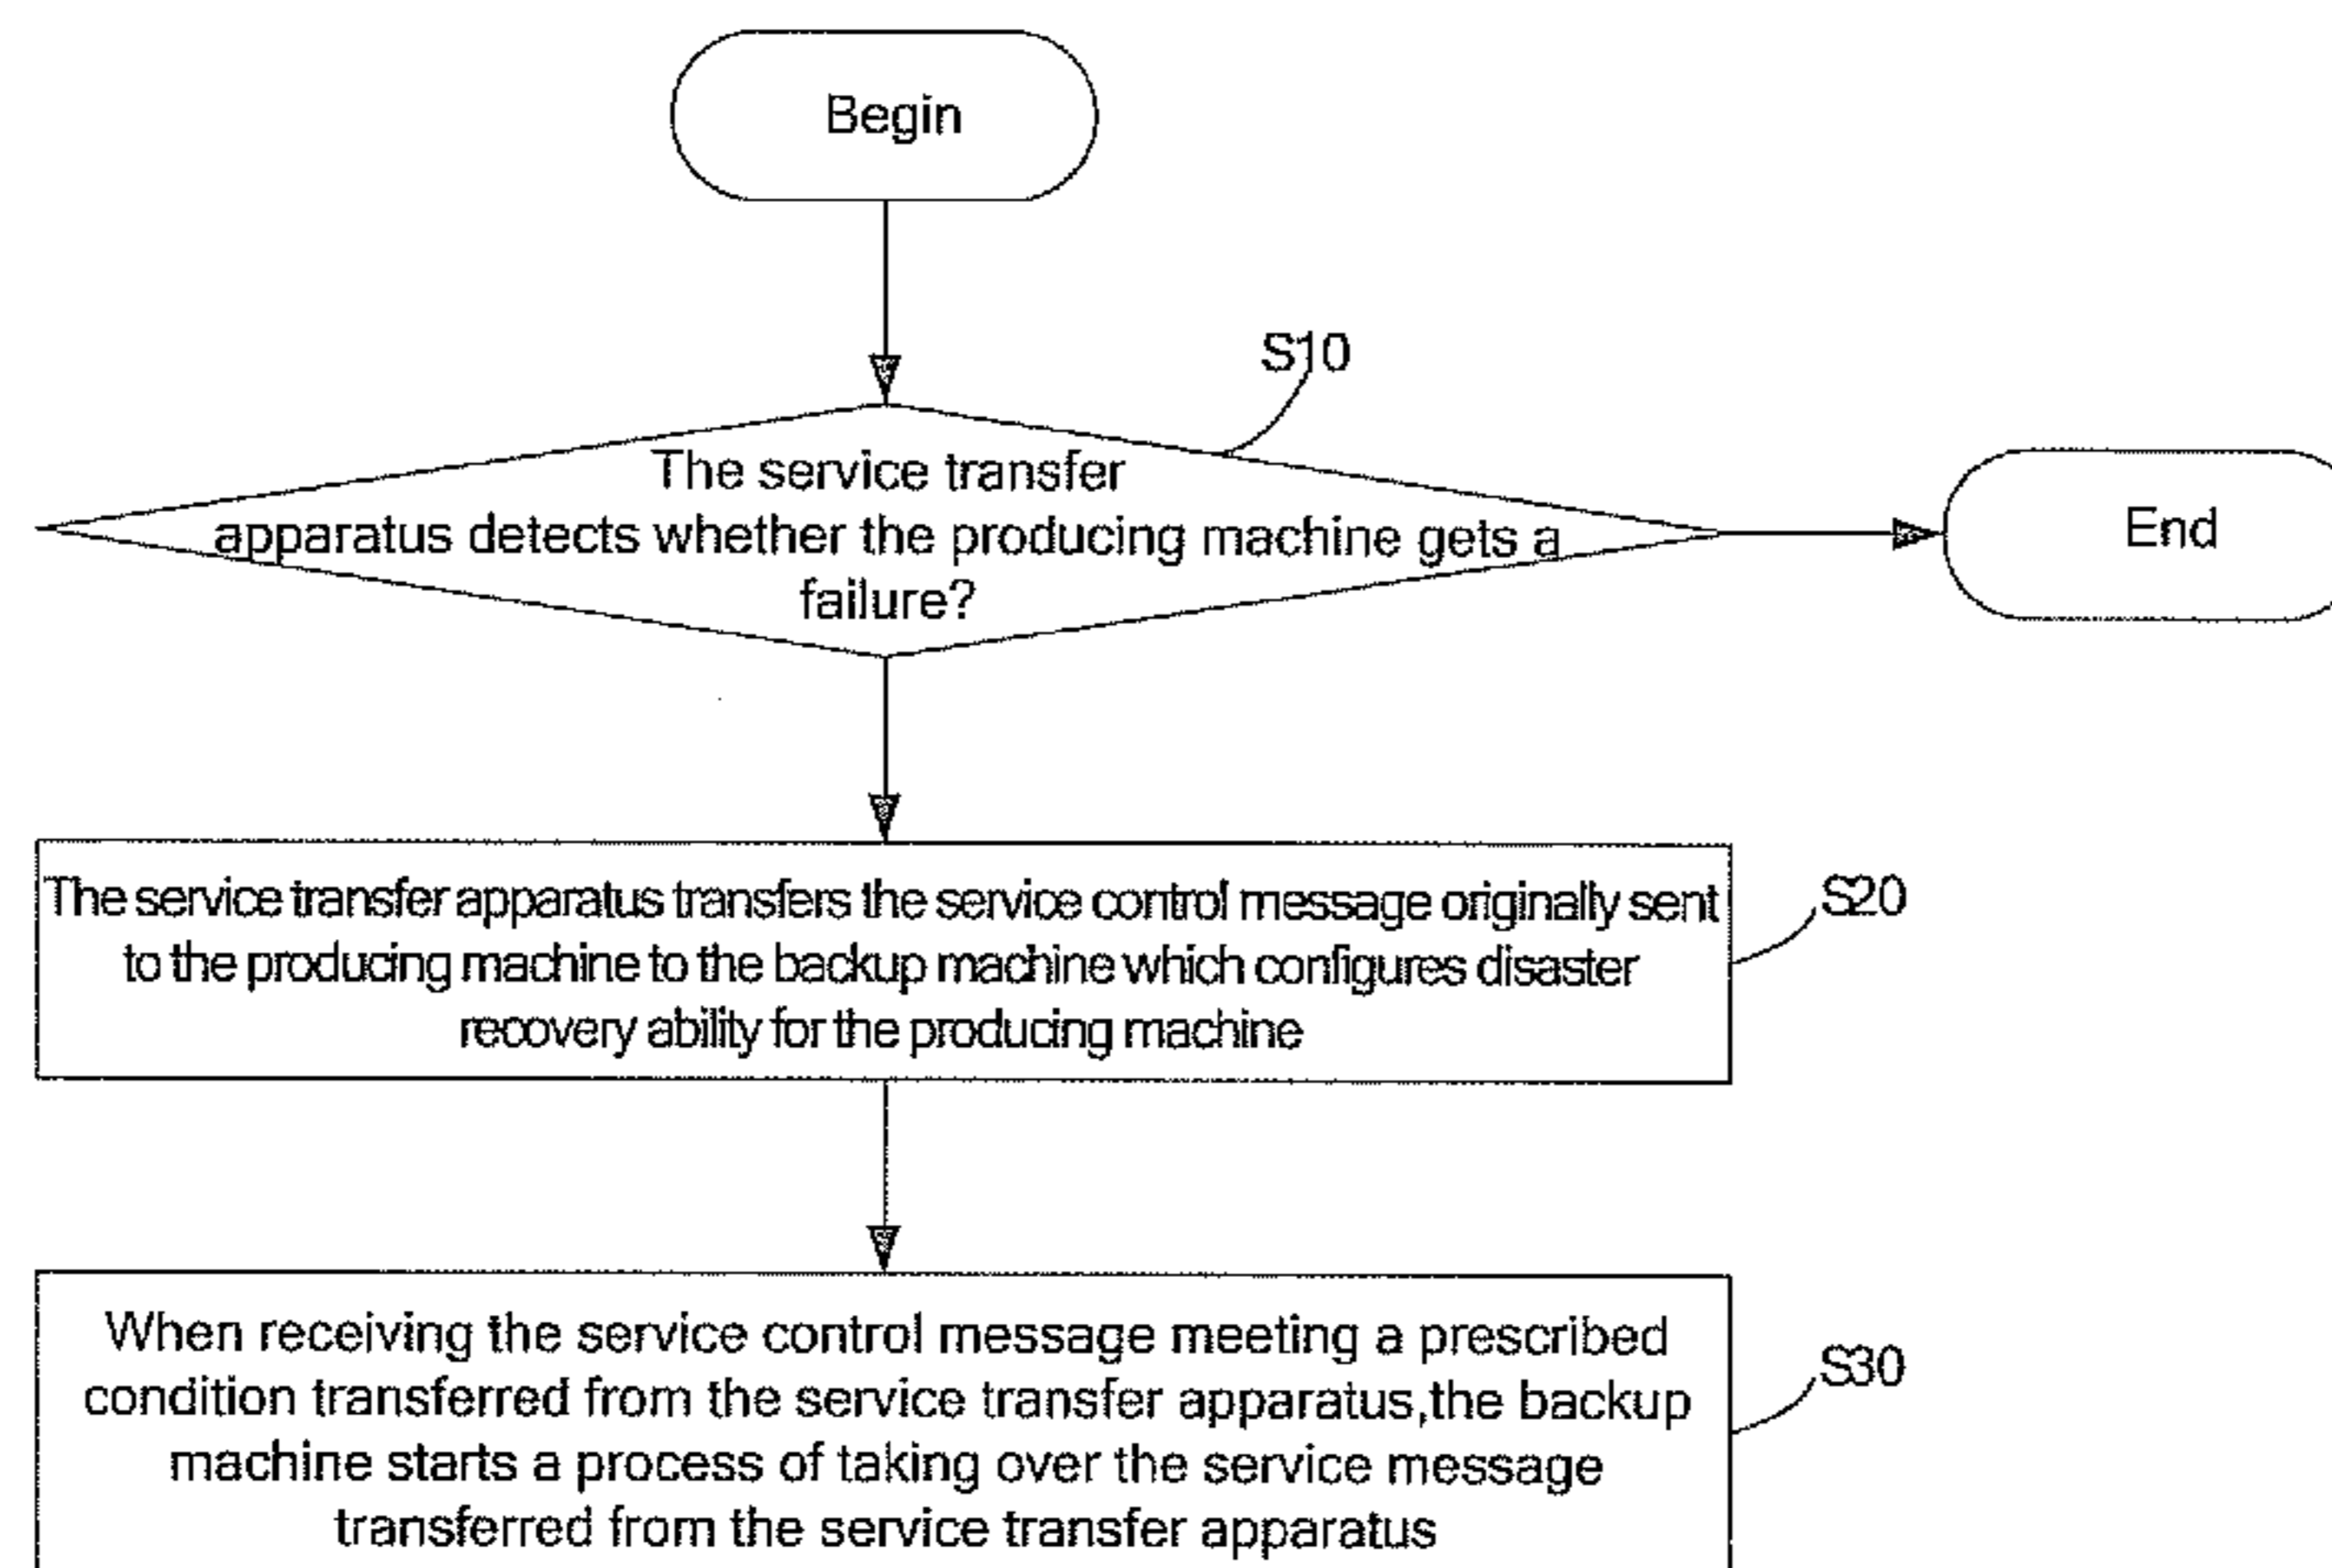 Begin
S10
The service transfer
apparatus detects whether the producing machine gets a
failure?
End
The service transfer apparatus transfers the service control message originally sent
to the producing machine to the backup machine which configures disaster
recovery ability for the producing machine
S20
When receiving the service control message meeting a prescribed
condition transferred from the service transfer apparatus,the backup
machine starts a process of taking over the service message
transferred from the service transfer apparatus
S30